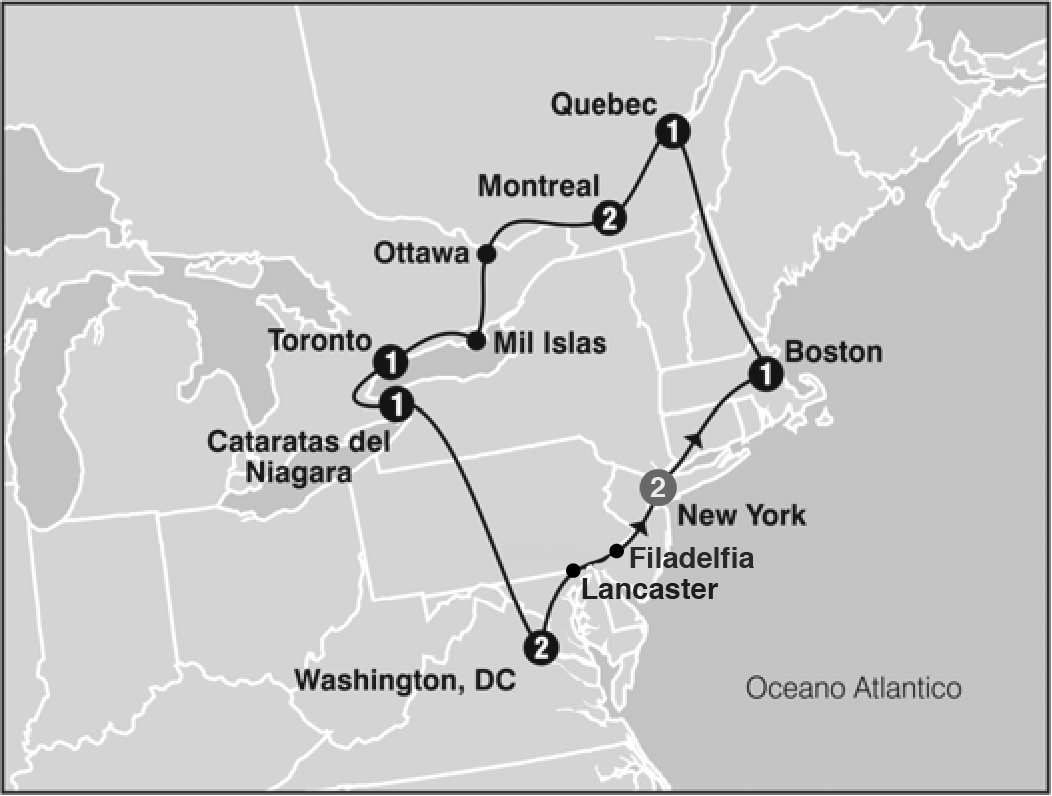 Quebec
1
Montreal
2
Ottawa
Toronto
1
Mil Islas
Boston
1
1
Cataratas del
Niagara
2
New York
Filadelfia
Lancaster
2
Washington, DC
Oceano Atlantico